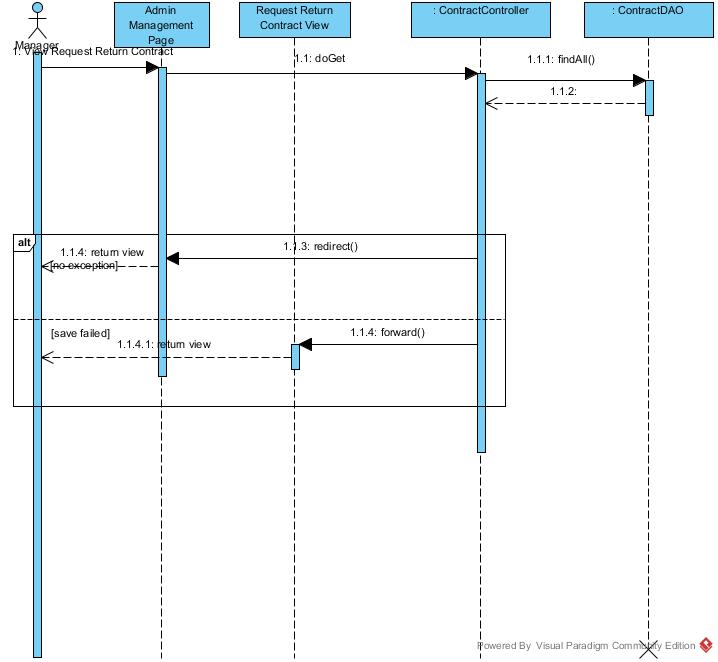 Manager
Admin
Management
Page
Request Return
Contract View
: ContractController
: ContractDAO
1: View Request Return Contract
1.1: doGet
1.1.1: findAll()
1.1.2:
alt
1.1.3: redirect()
1.1.4: return view
[no exception]
[save failed]
1.1.4: forward()
1.1.4.1: return view
Powered By Visual Paradigm Community Edition